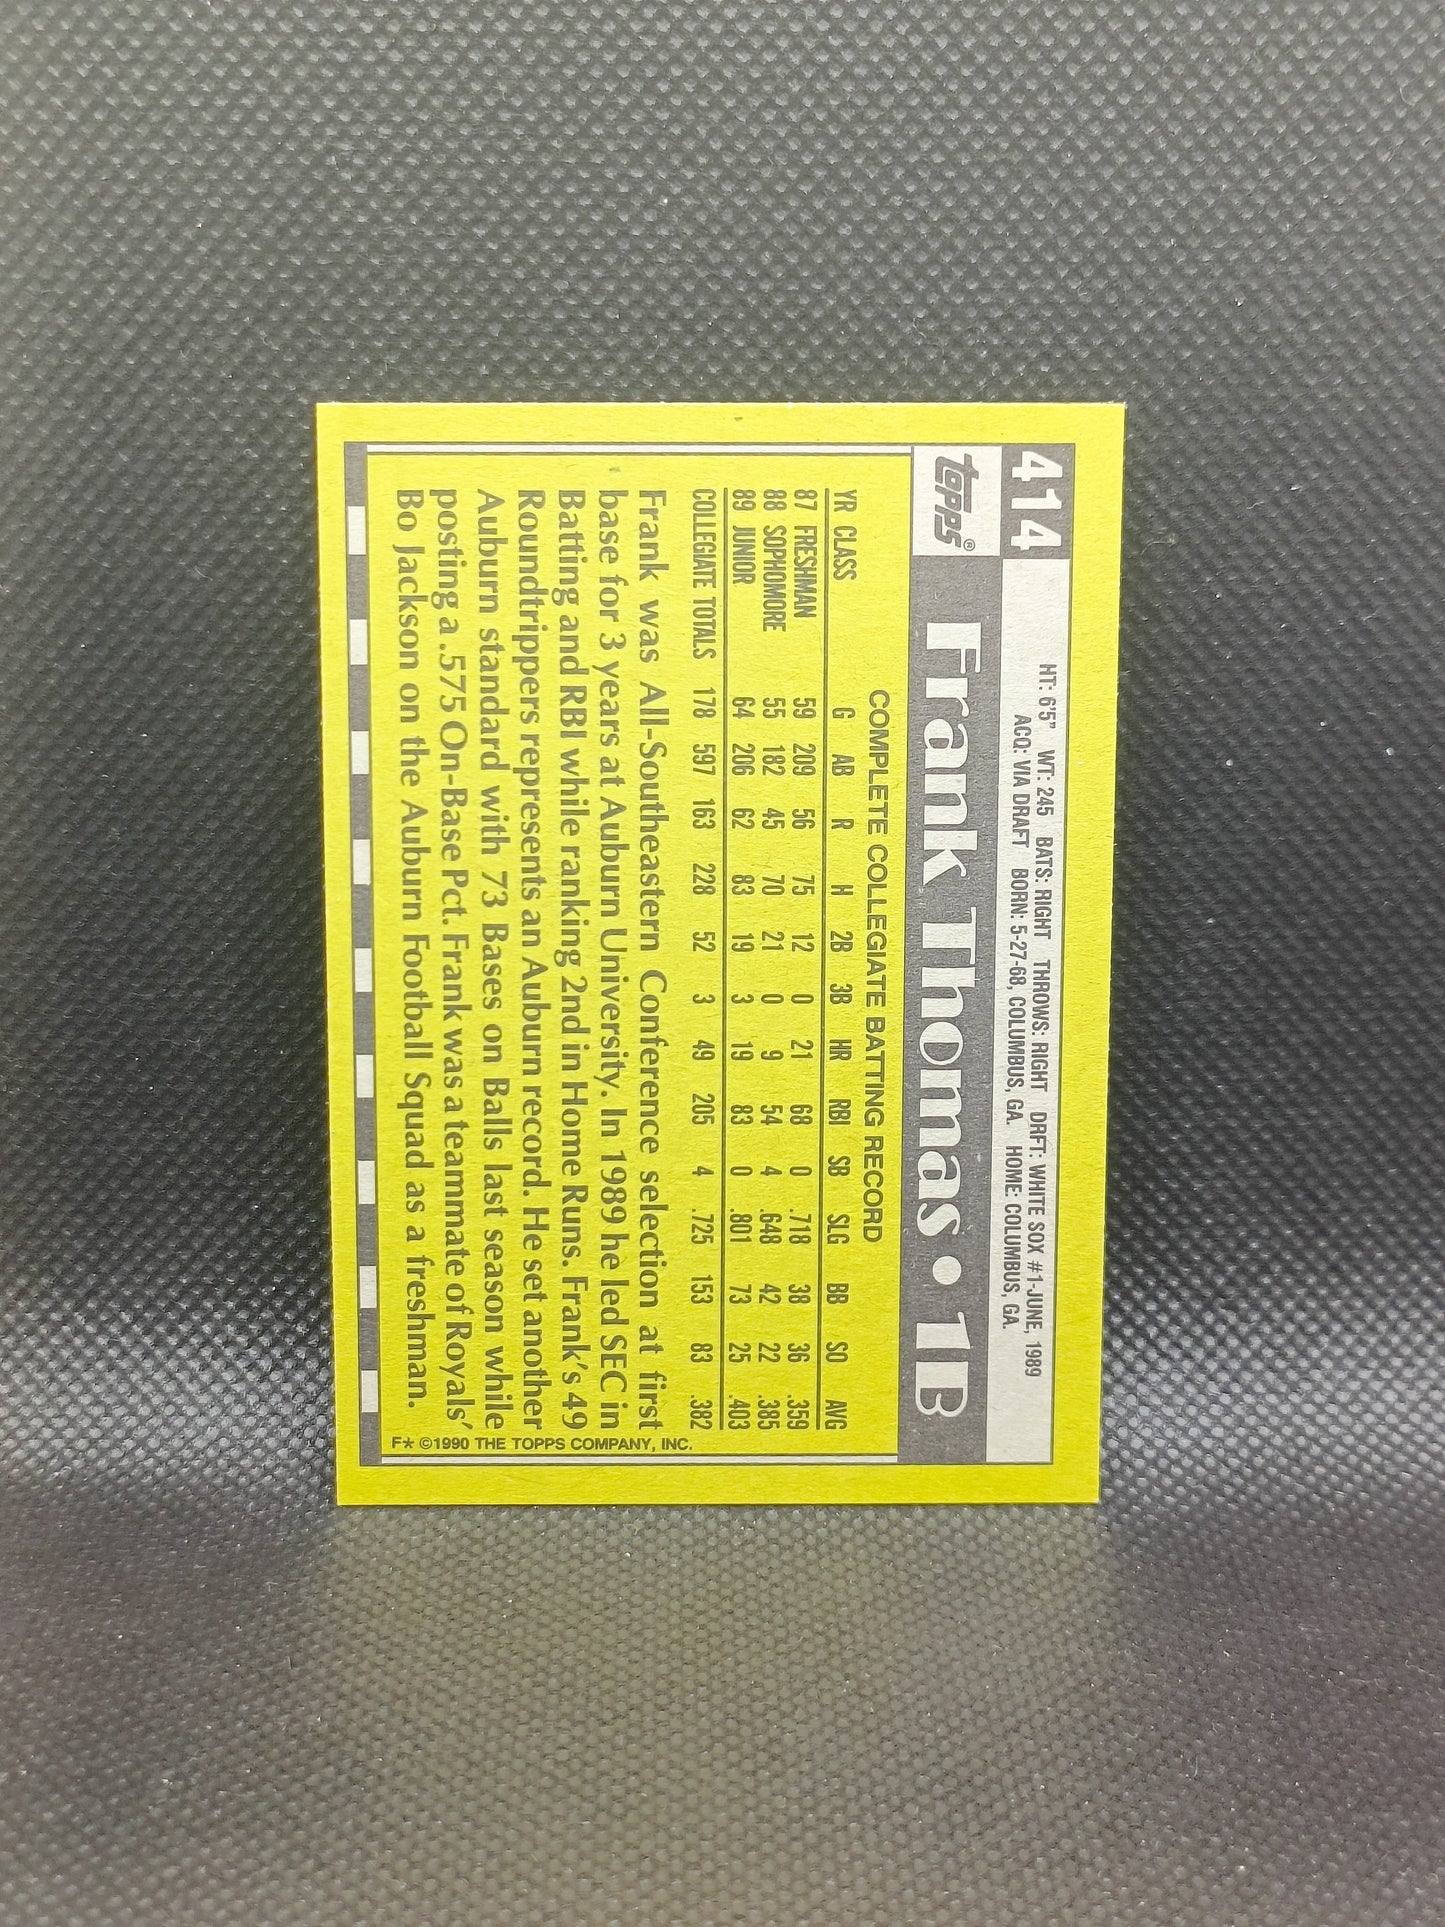 414
HT: 6'5" WT: 245 BATS: RIGHT THROWS: RIGHT DRFT: WHITE SOX #1-JUNE, 1989
ACQ: VIA DRAFT BORN: 5-27-68, COLUMBUS, GA. HOME: COLUMBUS, GA.
topps® Frank Thomas • 1B
COMPLETE COLLEGIATE BATTING RECORD
YR CLASS G AB R H 2B 3B HR RBI SB SLG BB SO AVG
87 FRESHMAN 59 209 56 75 12 0 21 68 0 .718 38 36 .359
88 SOPHOMORE 55 182 45 70 21 0 9 54 4 .648 42 22 .385
89 JUNIOR 64 206 62 83 19 3 19 83 0 .801 73 25 .403
COLLEGIATE TOTALS 178 597 163 228 52 3 49 205 4 .725 153 83 .382
Frank was All-Southeastern Conference selection at first
base for 3 years at Auburn University. In 1989 he led SEC in
Batting and RBI while ranking 2nd in Home Runs. Frank's 49
Roundtrippers represents an Auburn record. He set another
Auburn standard with 73 Bases on Balls last season while
posting a .575 On-Base Pct. Frank was a teammate of Royals'
Bo Jackson on the Auburn Football Squad as a freshman.
F* ©1990 THE TOPPS COMPANY, INC.